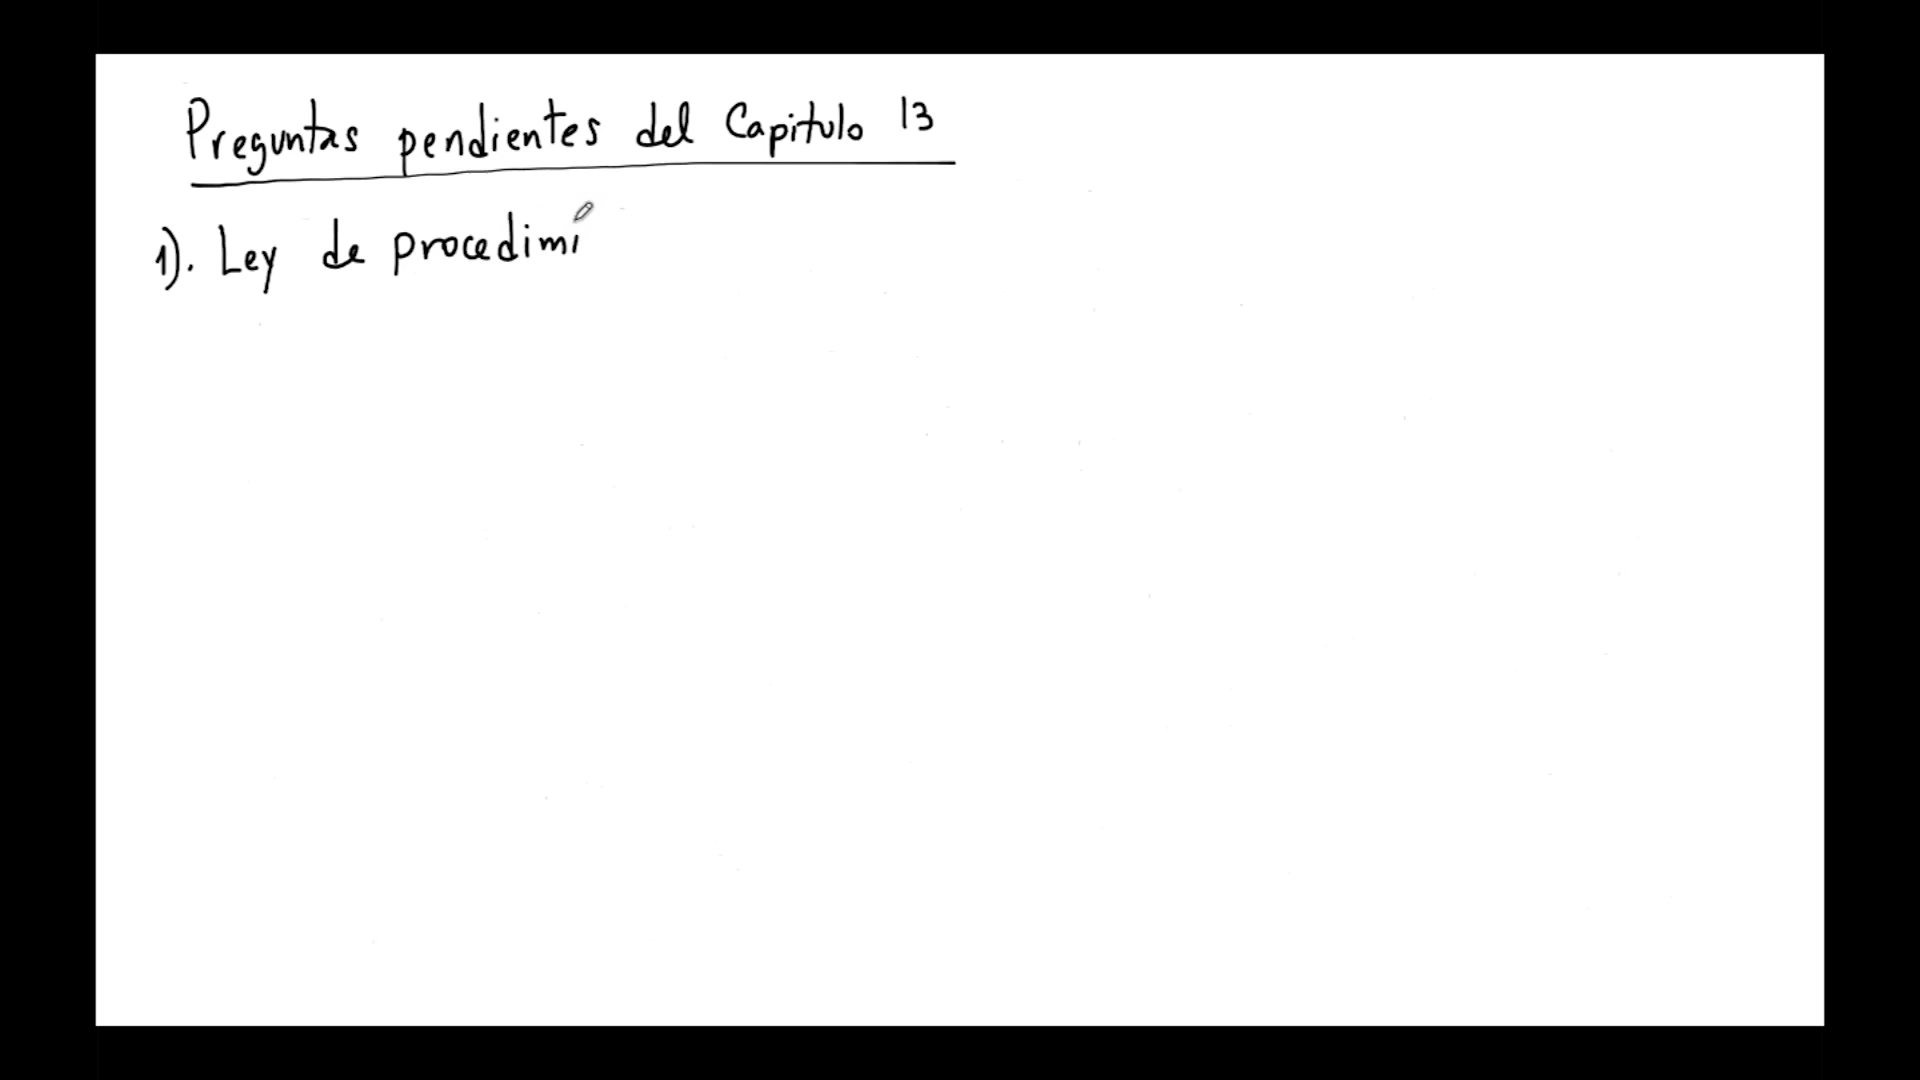 Preguntas pendientes del Capitulo 13
1). Ley de procedimi